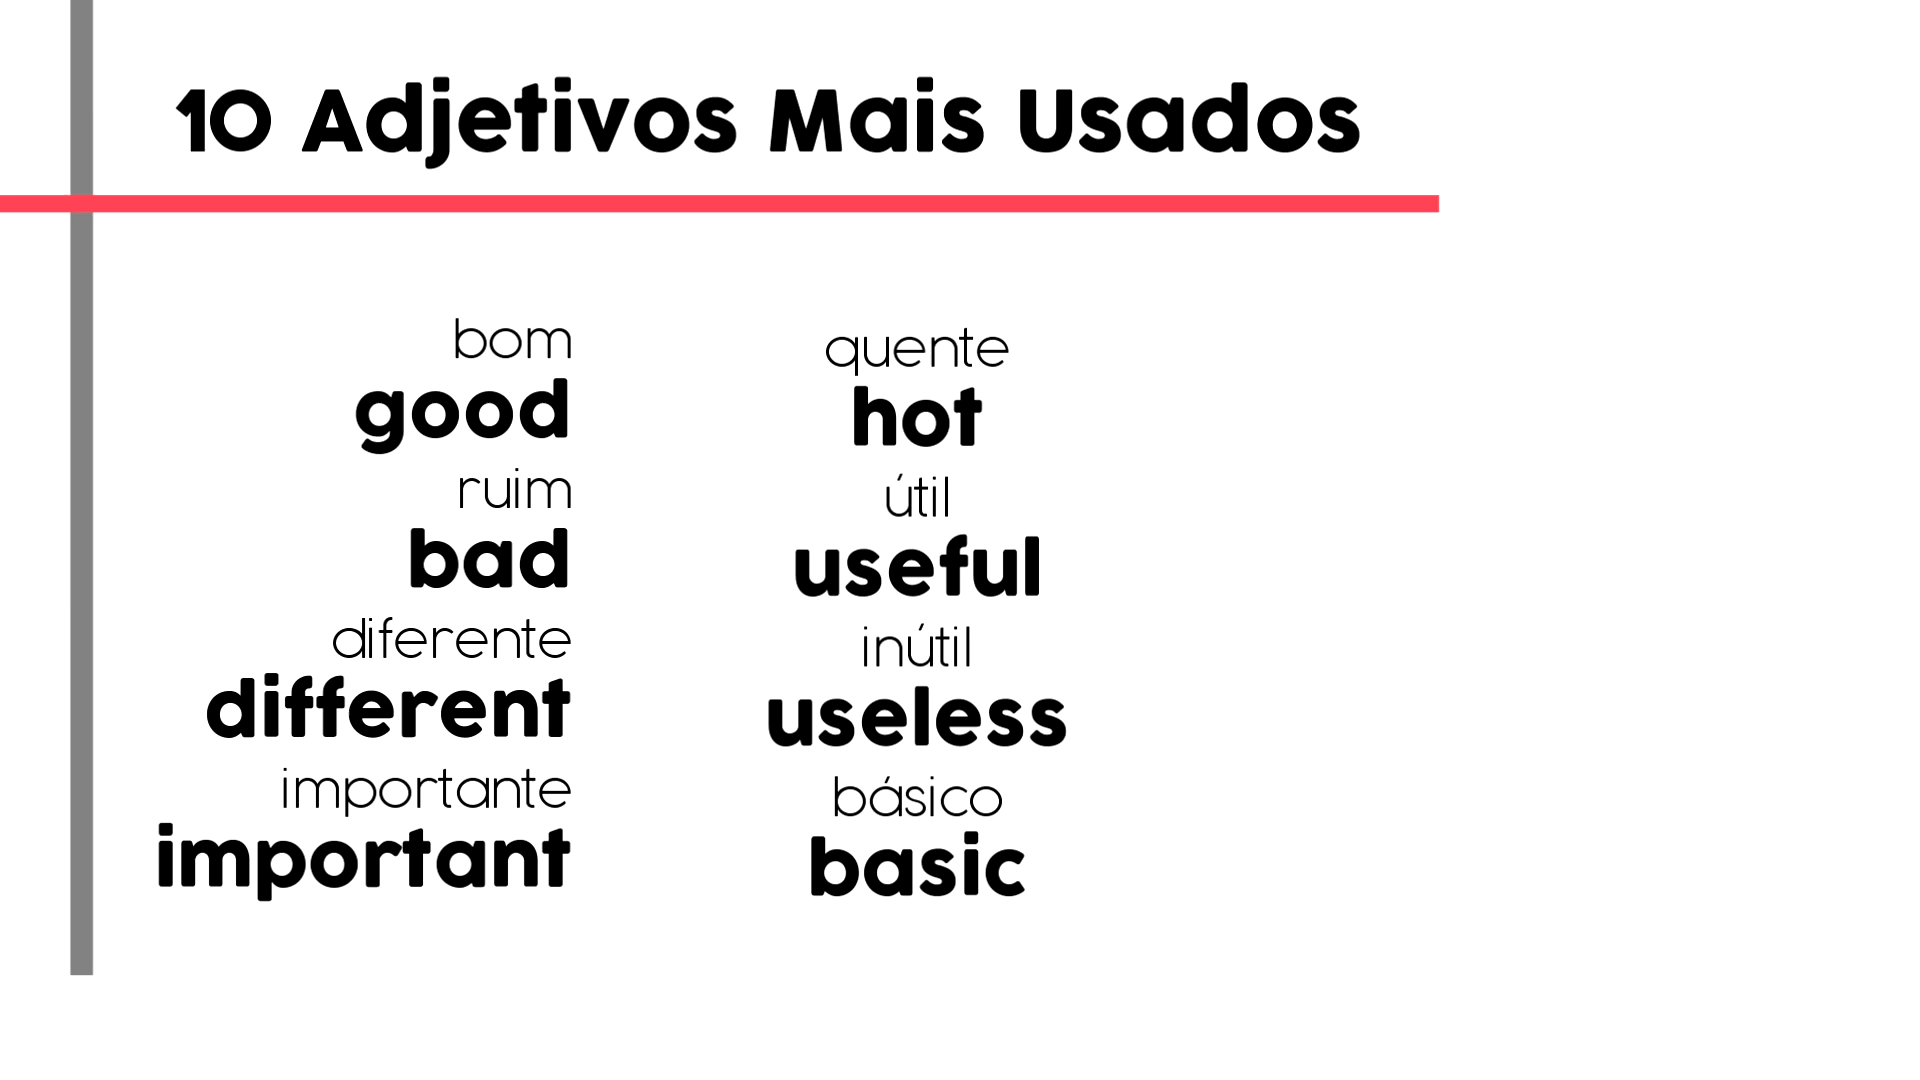 10 Adjetivos Mais Usados
bom
good
ruim
bad
diferente
different
importante
important
quente
hot
útil
useful
inútil
useless
básico
basic